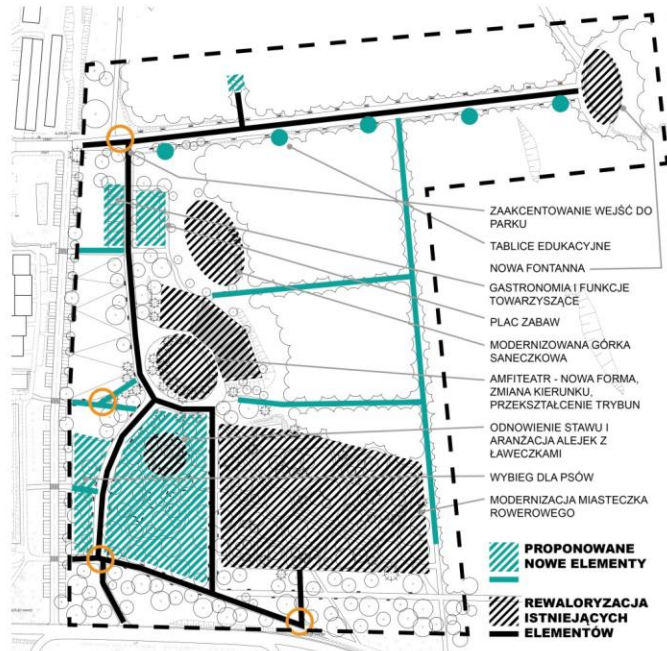 ZAAKCENTOWANIE WEJŚĆ DO
PARKU
TABLICE EDUKACYJNE
NOWA FONTANNA
GASTRONOMIA I FUNKCJE
TOWARZYSZĄCE
PLAC ZABAW
MODERNIZOWANA GÓRKA
SANECZKOWA
AMFITEATR - NOWA FORMA,
ZMIANA KIERUNKU,
PRZEKSZTAŁCENIE TRYBUN
ODNOWIENIE STAWU I
ARANŻACJA ALEJEK Z
ŁAWECZKAMI
WYBIEG DLA PSÓW
MODERNIZACJA MIASTECZKA
ROWEROWEGO
PROPONOWANE
NOWE ELEMENTY
REWALORYZACJA
ISTNIEJĄCYCH
ELEMENTÓW